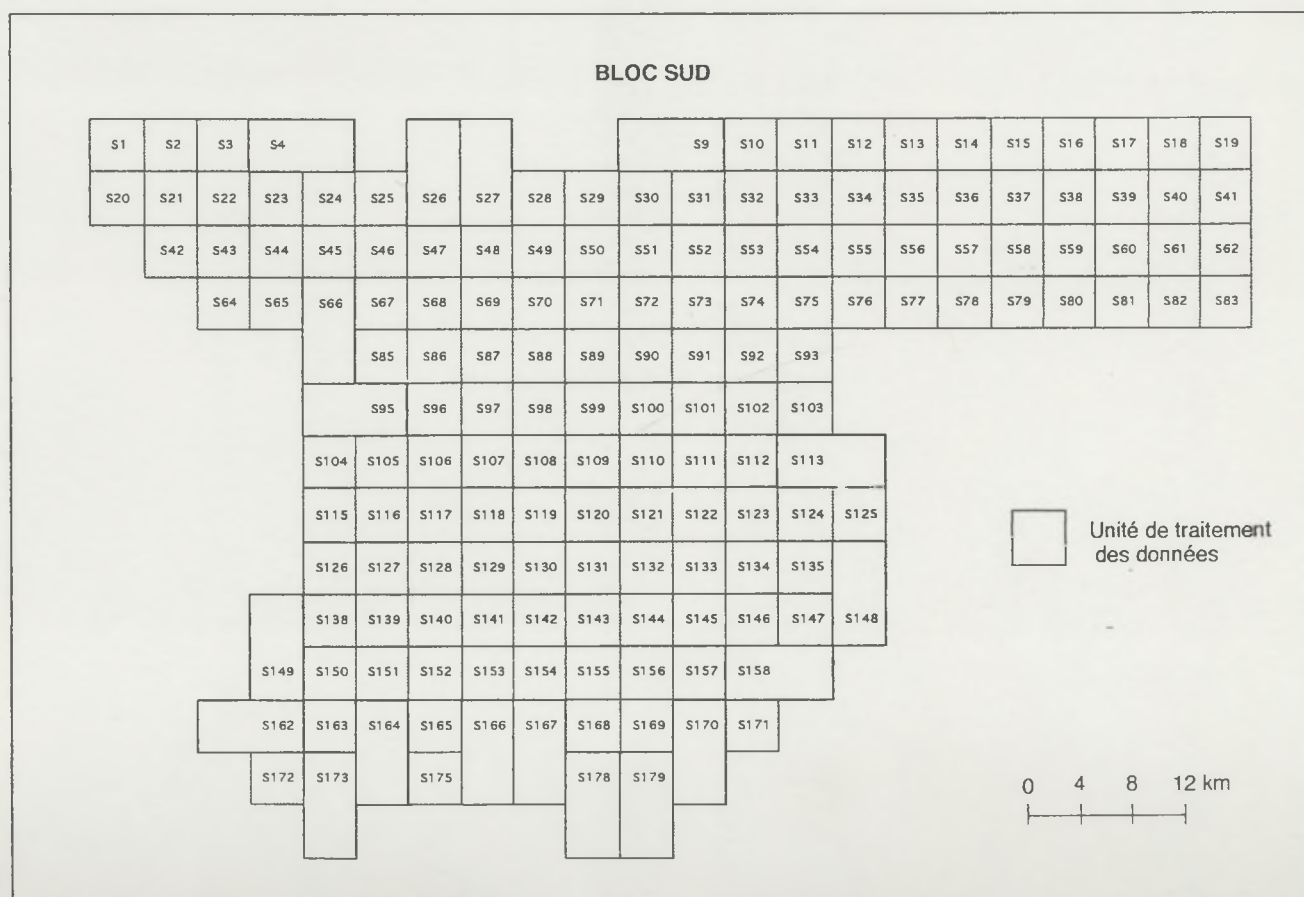 BLOC SUD
S1 S2 S3 S4 S9 S10 S11 S12 S13 S14 S15 S16 S17 S18 S19
S20 S21 S22 S23 S24 S25 S26 S27 S28 S29 S30 S31 S32 S33 S34 S35 S36 S37 S38 S39 S40 S41
S42 S43 S44 S45 S46 S47 S48 S49 S50 S51 S52 S53 S54 S55 S56 S57 S58 S59 S60 S61 S62
S64 S65 S66 S67 S68 S69 S70 S71 S72 S73 S74 S75 S76 S77 S78 S79 S80 S81 S82 S83
S85 S86 S87 S88 S89 S90 S91 S92 S93
S95 S96 S97 S98 S99 S100 S101 S102 S103
S104 S105 S106 S107 S108 S109 S110 S111 S112 S113
S115 S116 S117 S118 S119 S120 S121 S122 S123 S124 S125
S126 S127 S128 S129 S130 S131 S132 S133 S134 S135
S138 S139 S140 S141 S142 S143 S144 S145 S146 S147 S148
S149 S150 S151 S152 S153 S154 S155 S156 S157 S158
S162 S163 S164 S165 S166 S167 S168 S169 S170 S171
S172 S173 S175 S178 S179
Unité de traitement
des données
0 4 8 12 km